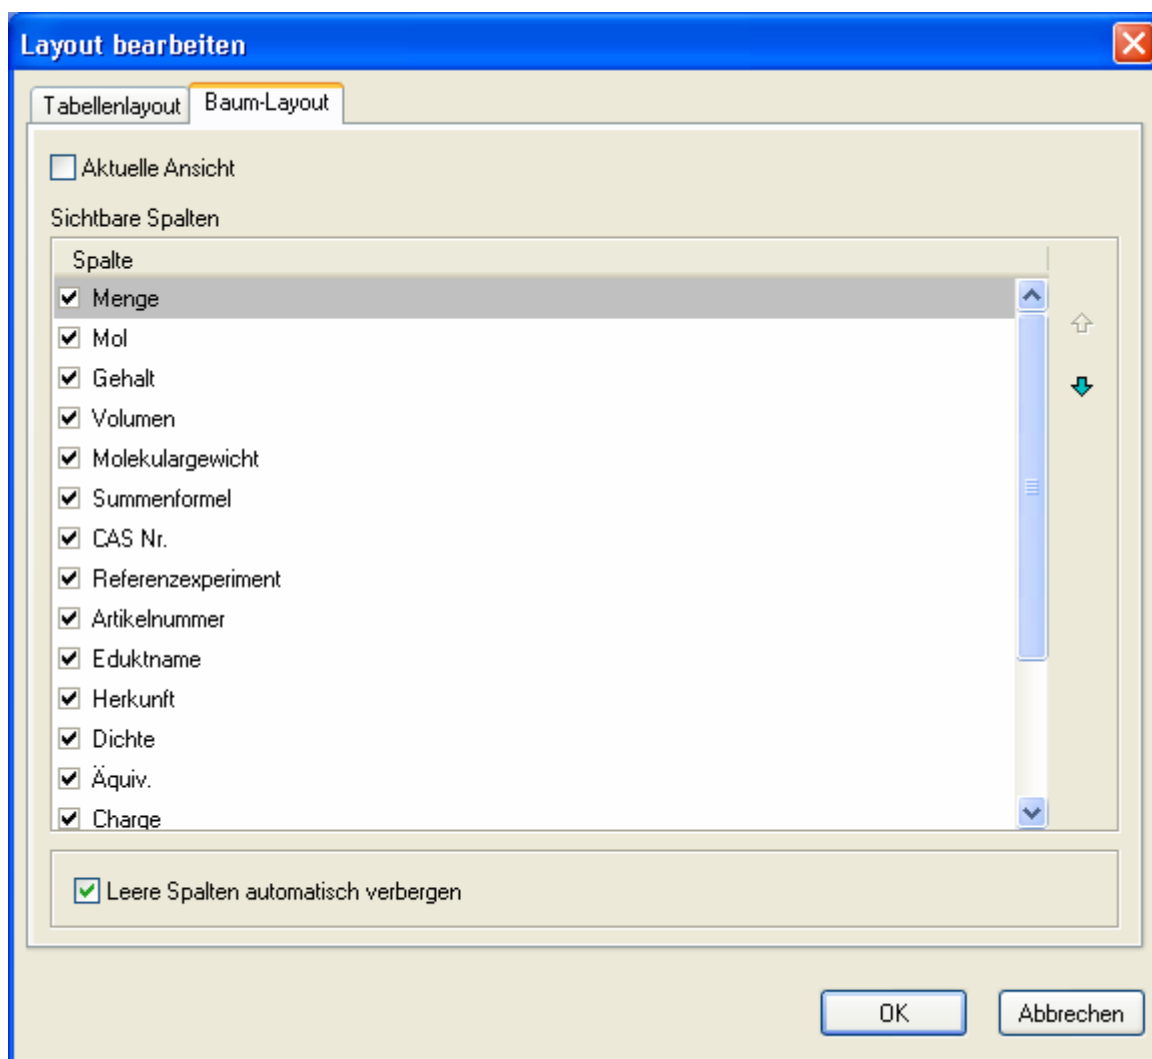 Layout bearbeiten
Tabellenlayout Baum-Layout
Aktuelle Ansicht
Sichtbare Spalten
Spalte
Menge
Mol
Gehalt
Volumen
Molekulargewicht
Summenformel
CAS Nr.
Referenzexperiment
Artikelnummer
Eduktname
Herkunft
Dichte
Äquiv.
Charge
Leere Spalten automatisch verbergen
OK Abbrechen